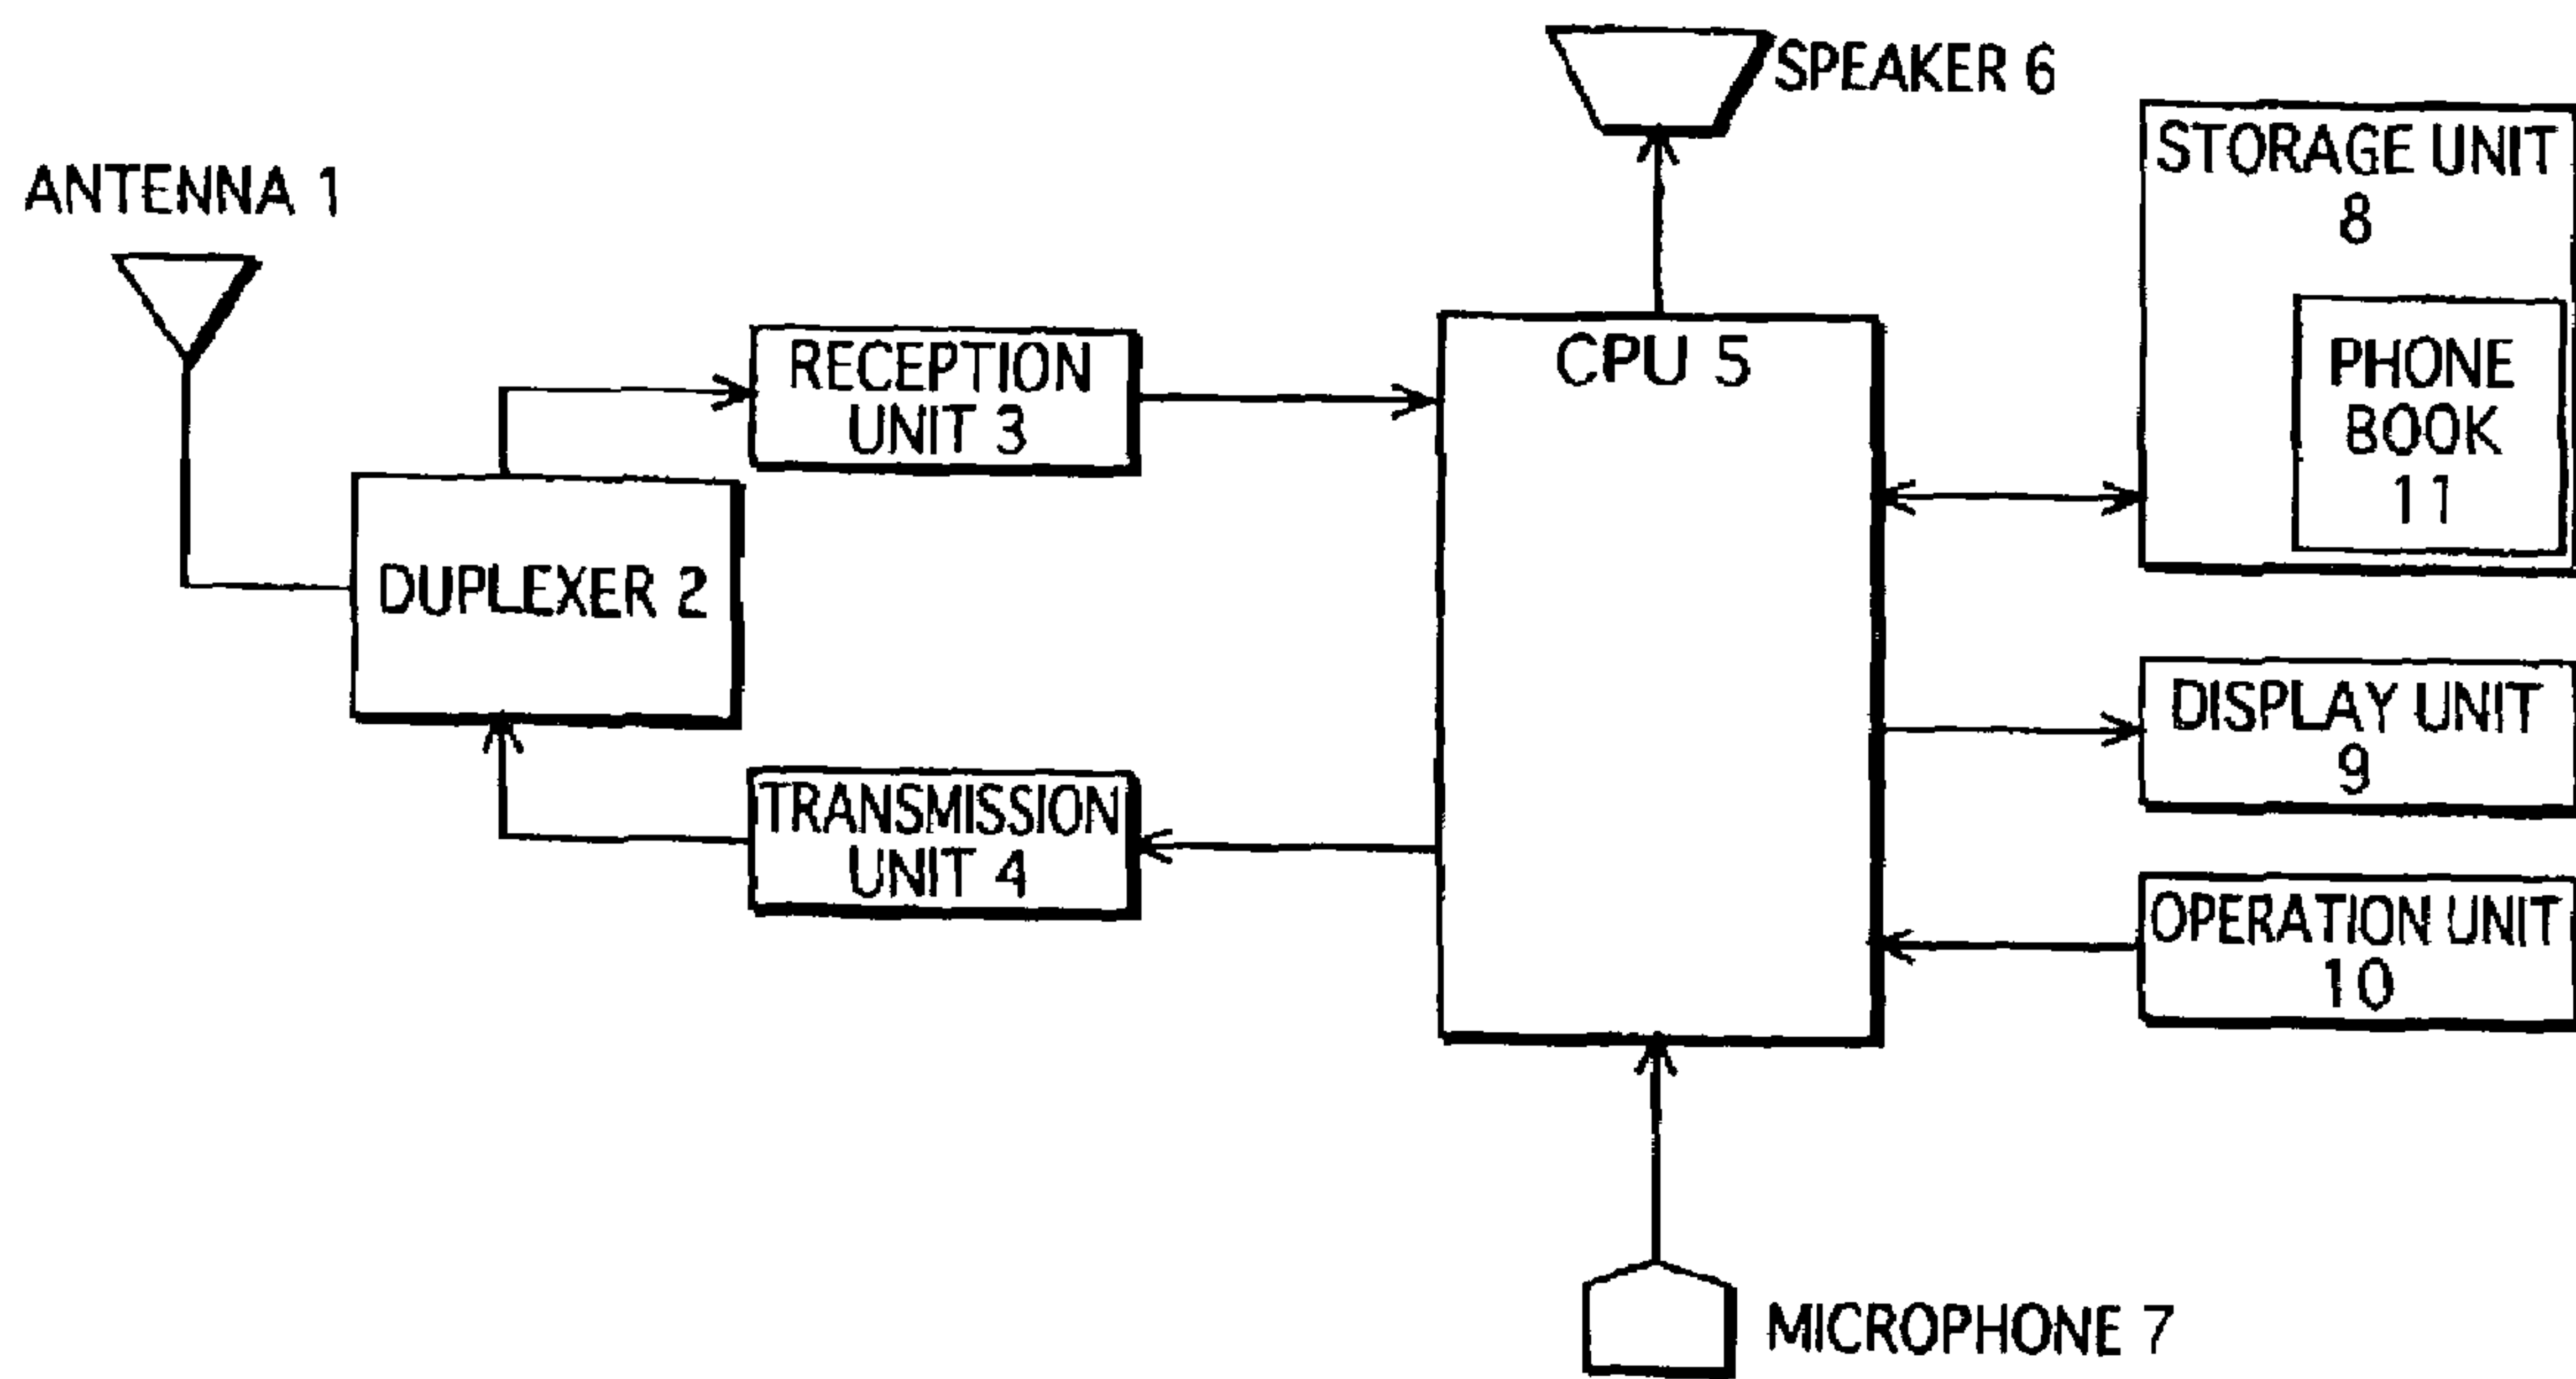 SPEAKER 6
STORAGE UNIT
8
ANTENNA 1
RECEPTION
UNIT 3
CPU 5
PHONE
BOOK
11
DUPLEXER 2
DISPLAY UNIT
9
TRANSMISSION
UNIT 4
OPERATION UNIT
10
MICROPHONE 7